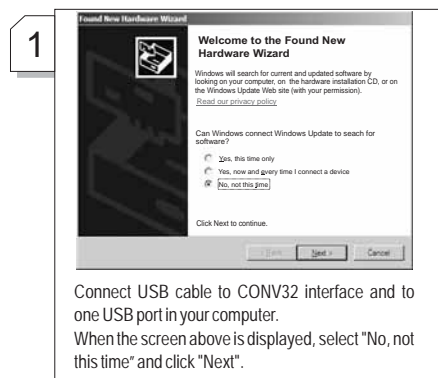 Found New Hardware Wizard
1
Welcome to the Found New
Hardware Wizard
Windows will search for current and updated software by
looking on your computer, on the hardware installation CD, or on
the Windows Update Web site (with your permission).
Read our privacy policy
Can Windows connect Windows Update to seach for
software?
Yes, this time only
Yes, now and every time I connect a device
No, not this time
Click Next to continue.
< Back Next > Cancel
Connect USB cable to CONV32 interface and to
one USB port in your computer.
When the screen above is displayed, select "No, not
this time" and click "Next".